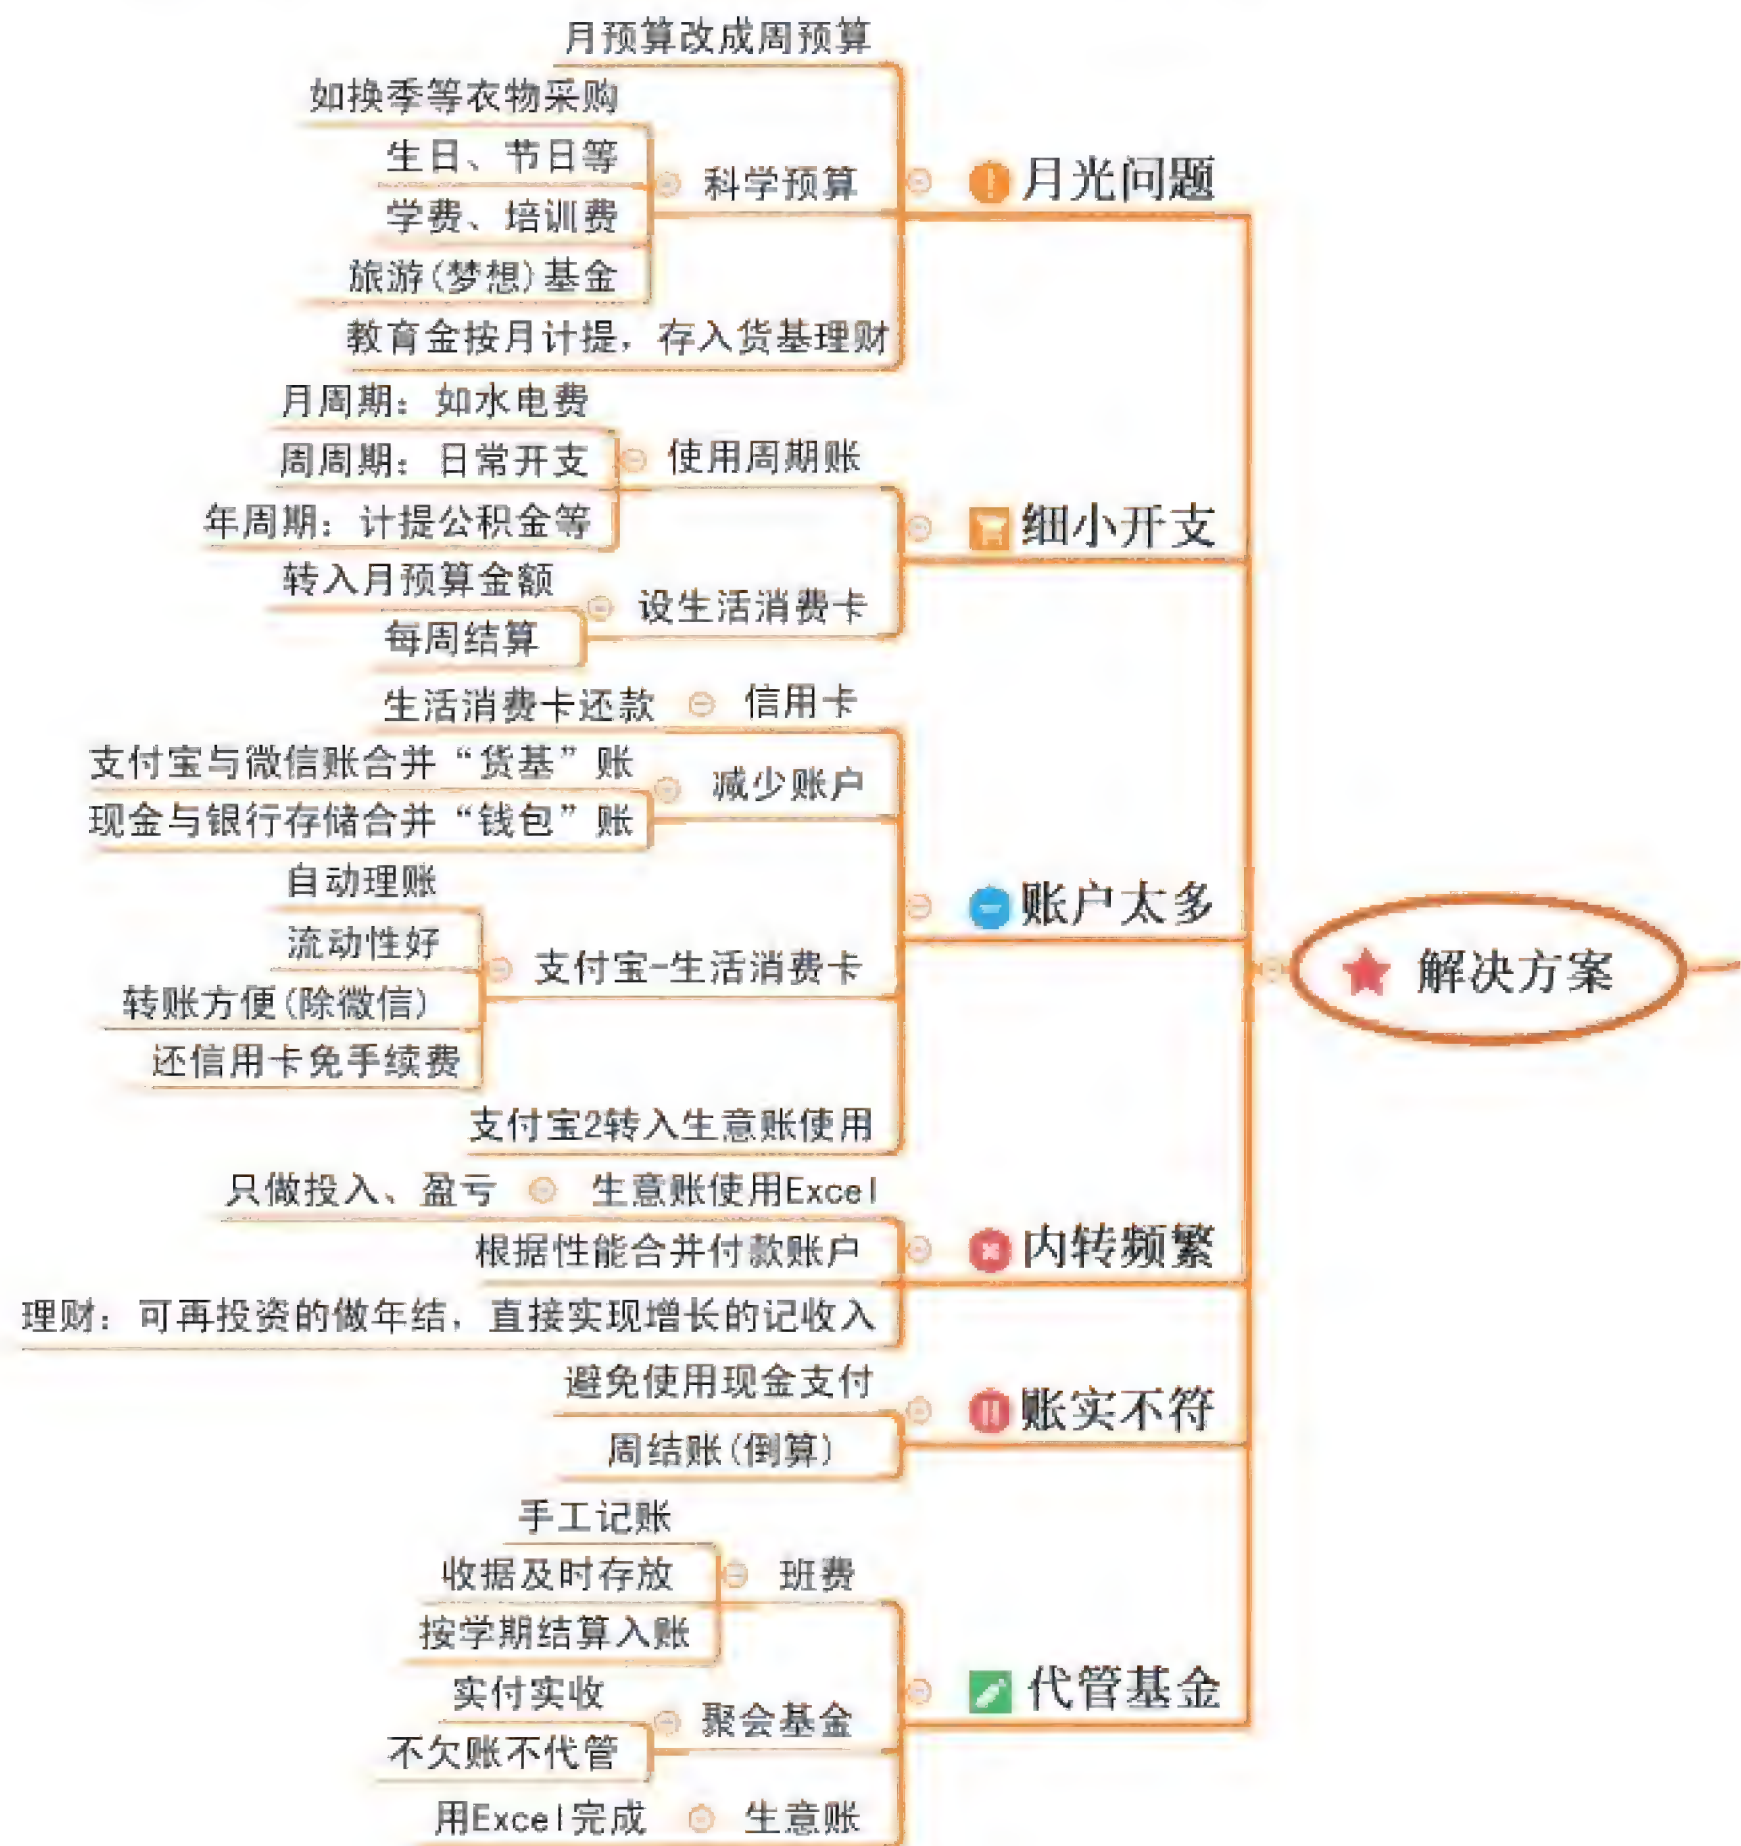 月预算改成周预算
如换季等衣物采购
生日、节日等
科学预算
月光问题
学费、培训费
旅游(梦想)基金
教育金按月计提，存入货基理财
月周期：如水电费
周周期：日常开支
使用周期账
年周期：计提公积金等
细小开支
转入月预算金额
设生活消费卡
每周结算
生活消费卡还款
信用卡
支付宝与微信账合并“货基”账
减少账户
现金与银行存储合并“钱包”账
自动理账
账户太多
流动性好
支付宝-生活消费卡
解决方案
转账方便(除微信)
还信用卡免手续费
支付宝2转入生意账使用
只做投入、盈亏
生意账使用Excel
根据性能合并付款账户
内转频繁
理财：可再投资的做年结，直接实现增长的记收入
避免使用现金支付
账实不符
周结账(倒算)
手工记账
收据及时存放
班费
按学期结算入账
代管基金
实付实收
聚会基金
不欠账不代管
用Excel完成
生意账